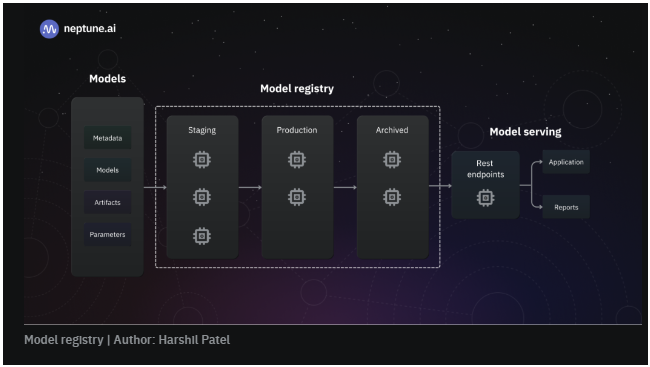 neptune.ai
Models
Metadata
Models
Artifacts
Parameters
Model registry
Staging
Production
Archived
Model serving
Rest
endpoints
Application
Reports
Model registry | Author: Harshil Patel